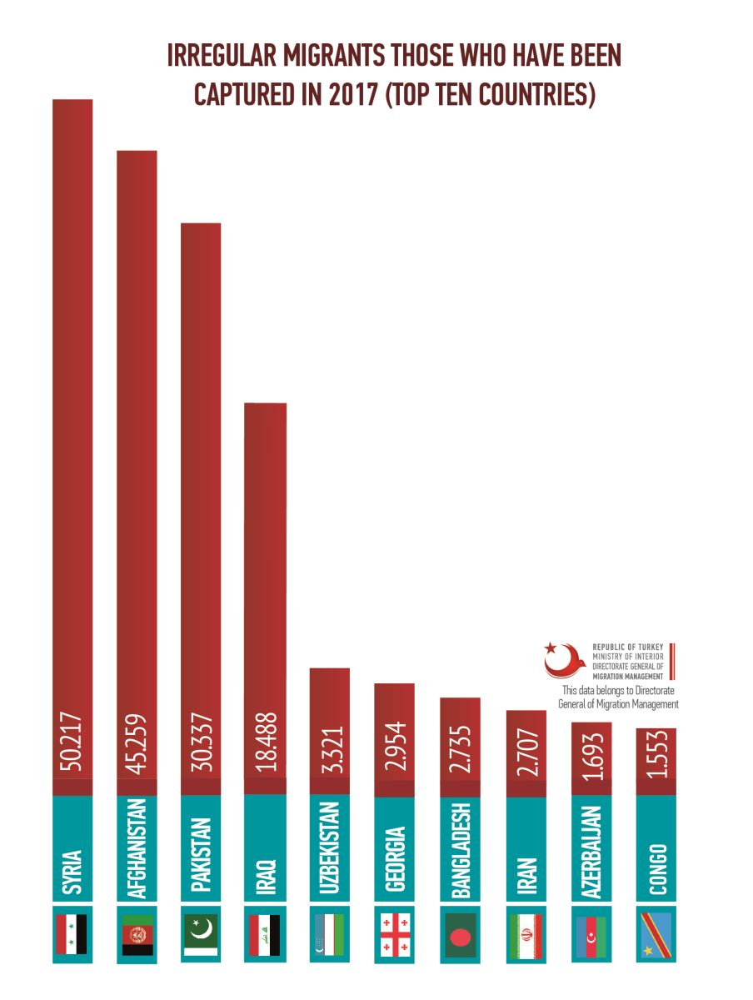 IRREGULAR MIGRANTS THOSE WHO HAVE BEEN
CAPTURED IN 2017 (TOP TEN COUNTRIES)
50.217
45.259
30.337
18.488
3.321
2.954
2.735
2.707
1.693
1.553
REPUBLIC OF TURKEY
MINISTRY OF INTERIOR
DIRECTORATE GENERAL OF
MIGRATION MANAGEMENT
This data belongs to Directorate
General of Migration Management
SYRIA
AFGHANISTAN
PAKISTAN
IRAQ
UZBEKISTAN
GEORGIA
BANGLADESH
IRAN
AZERBAIJAN
CONGO